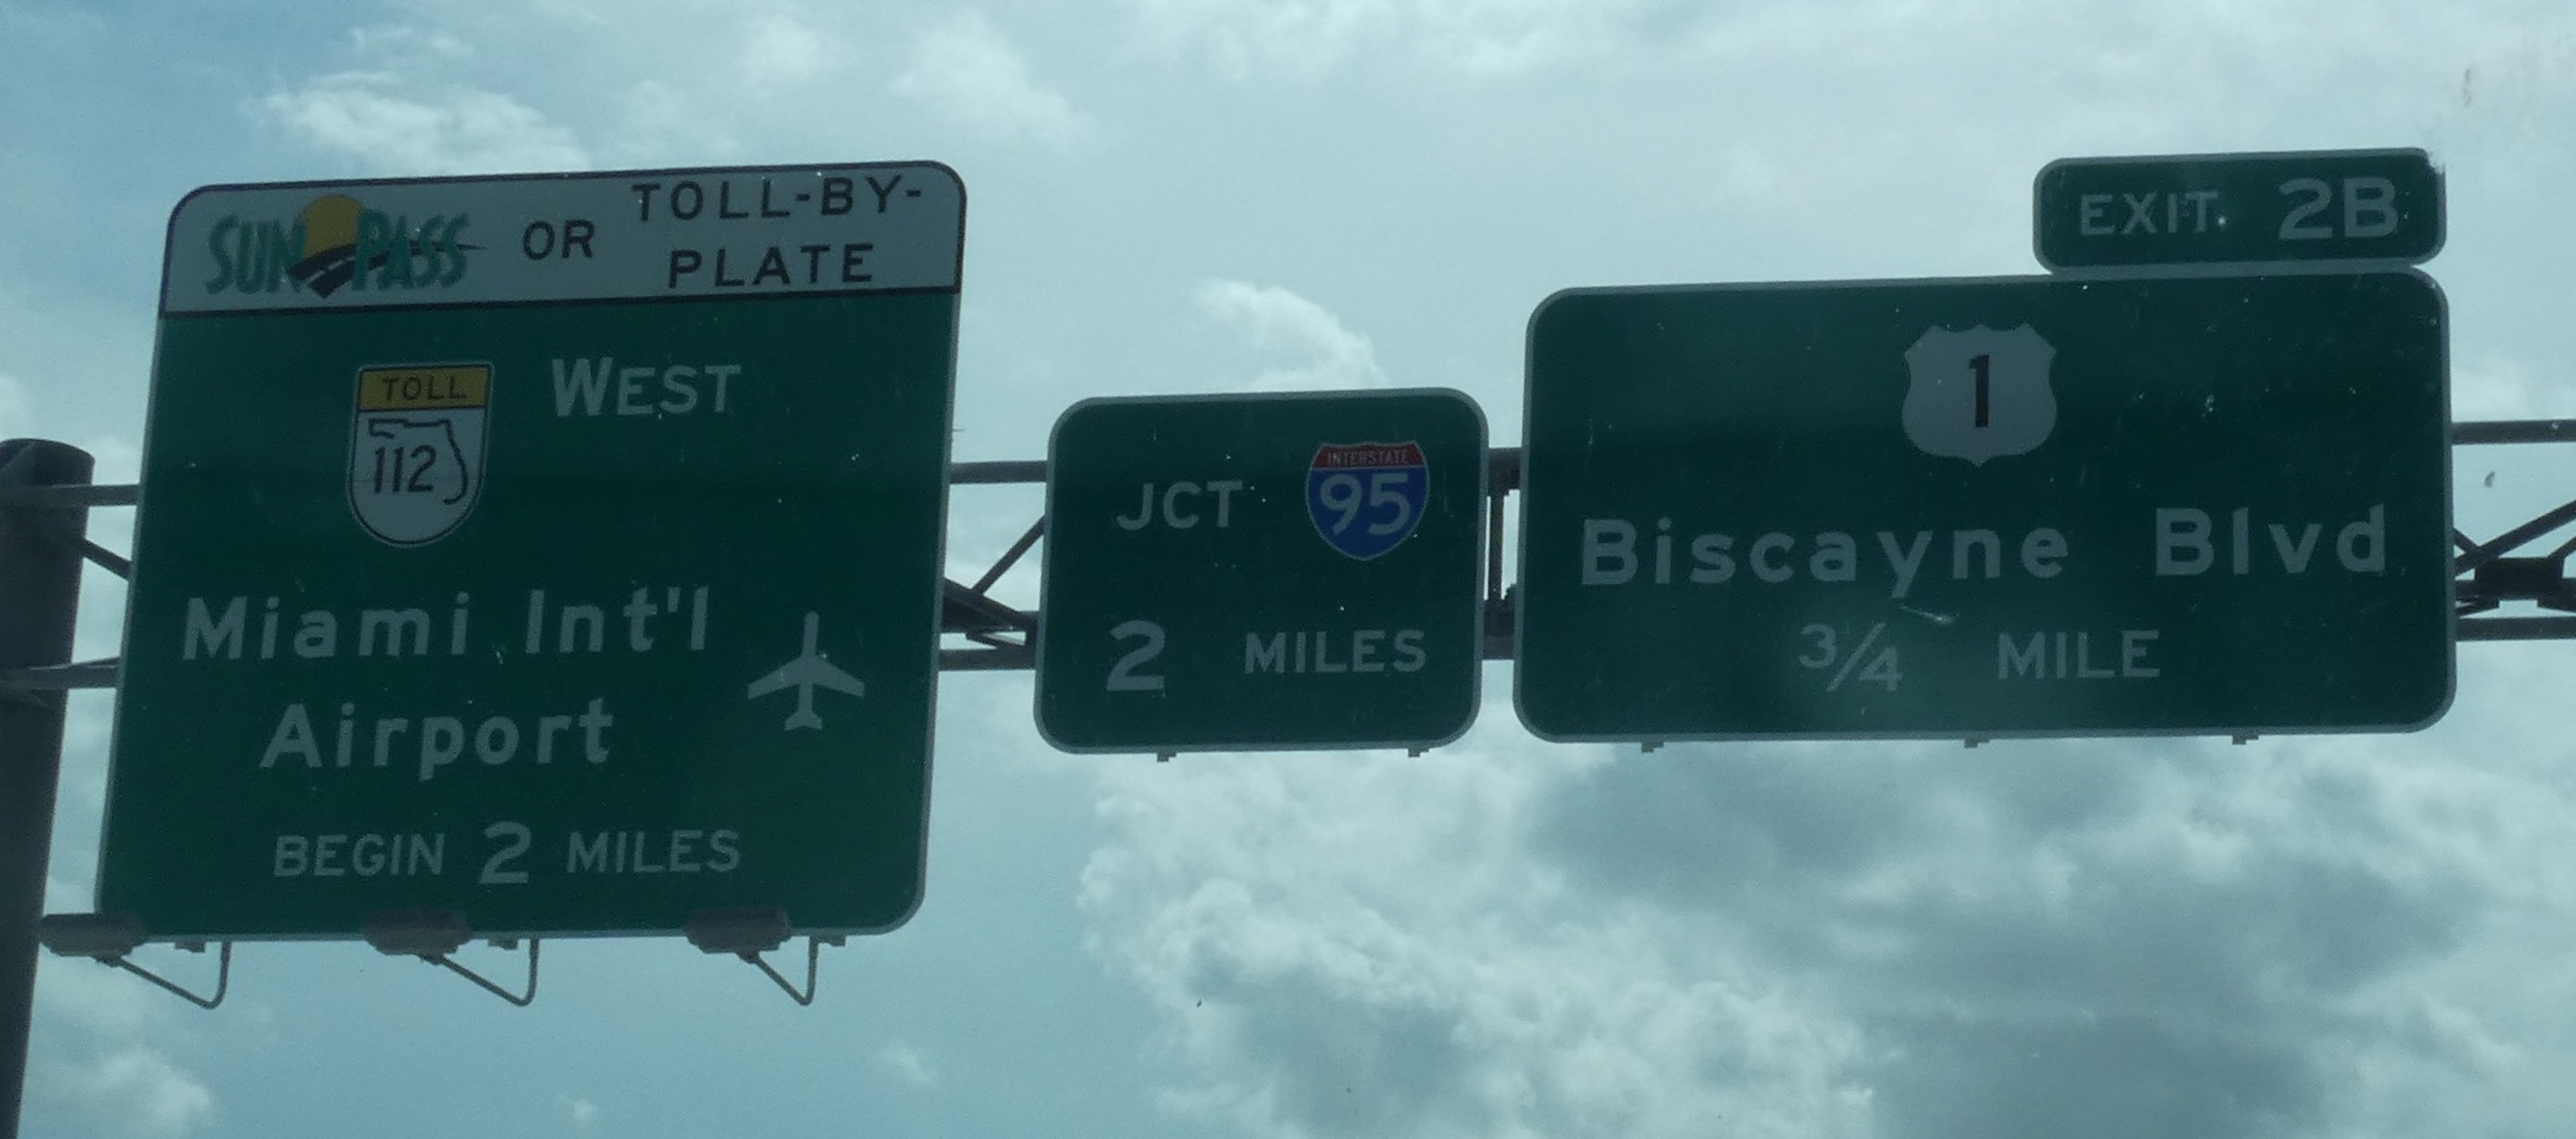 SUNPASS OR TOLL-BY-
PLATE
TOLL
112
WEST
Miami Int'l
Airport
BEGIN 2 MILES
JCT
INTERSTATE
95
2 MILES
EXIT 2B
1
Biscayne Blvd
3/4 MILE